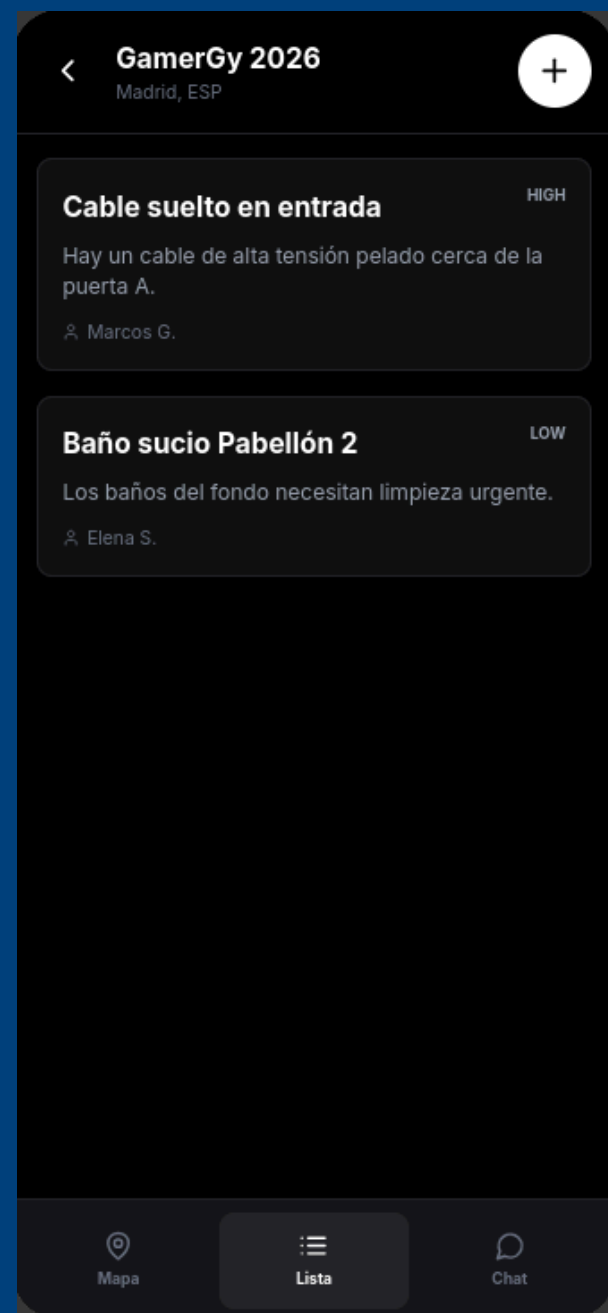 GamerGy 2026
Madrid, ESP
Cable suelto en entrada
HIGH
Hay un cable de alta tensión pelado cerca de la
puerta A.
Marcos G.
Baño sucio Pabellón 2
LOW
Los baños del fondo necesitan limpieza urgente.
Elena S.
Mapa
Lista
Chat